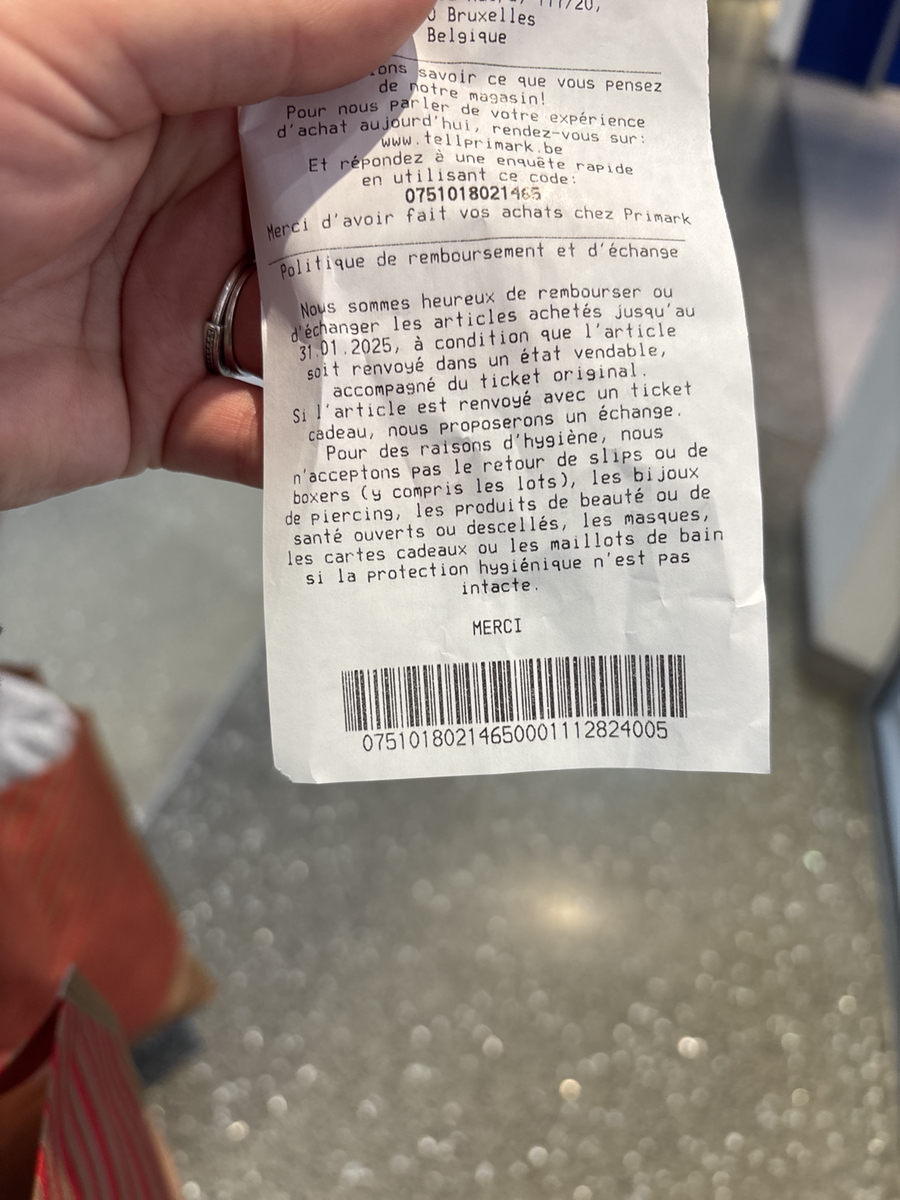 Bruxelles
Belgique
savoir ce que vous pensez
de notre magasin!
Pour nous parler de votre expérience
d'achat aujourd'hui, rendez-vous sur:
www.tellprimark.be
Et répondez à une enquête rapide
en utilisant ce code:
0751018021465
Merci d'avoir fait vos achats chez Primark
Politique de remboursement et d'échange
Nous sommes heureux de rembourser ou
d'échanger les articles achetés jusqu'au
31.01.2025, à condition que l'article
soit renvoyé dans un état vendable,
accompagné du ticket original.
Si l'article est renvoyé avec un ticket
cadeau, nous proposerons un échange.
Pour des raisons d'hygiène, nous
n'acceptons pas le retour de slips ou de
boxers (y compris les lots), les bijoux
de piercing, les produits de beauté ou de
santé ouverts ou descellés, les masques,
les cartes cadeaux ou les maillots de bain
si la protection hygiénique n'est pas
intacte.
MERCI
07510180214650001112824005